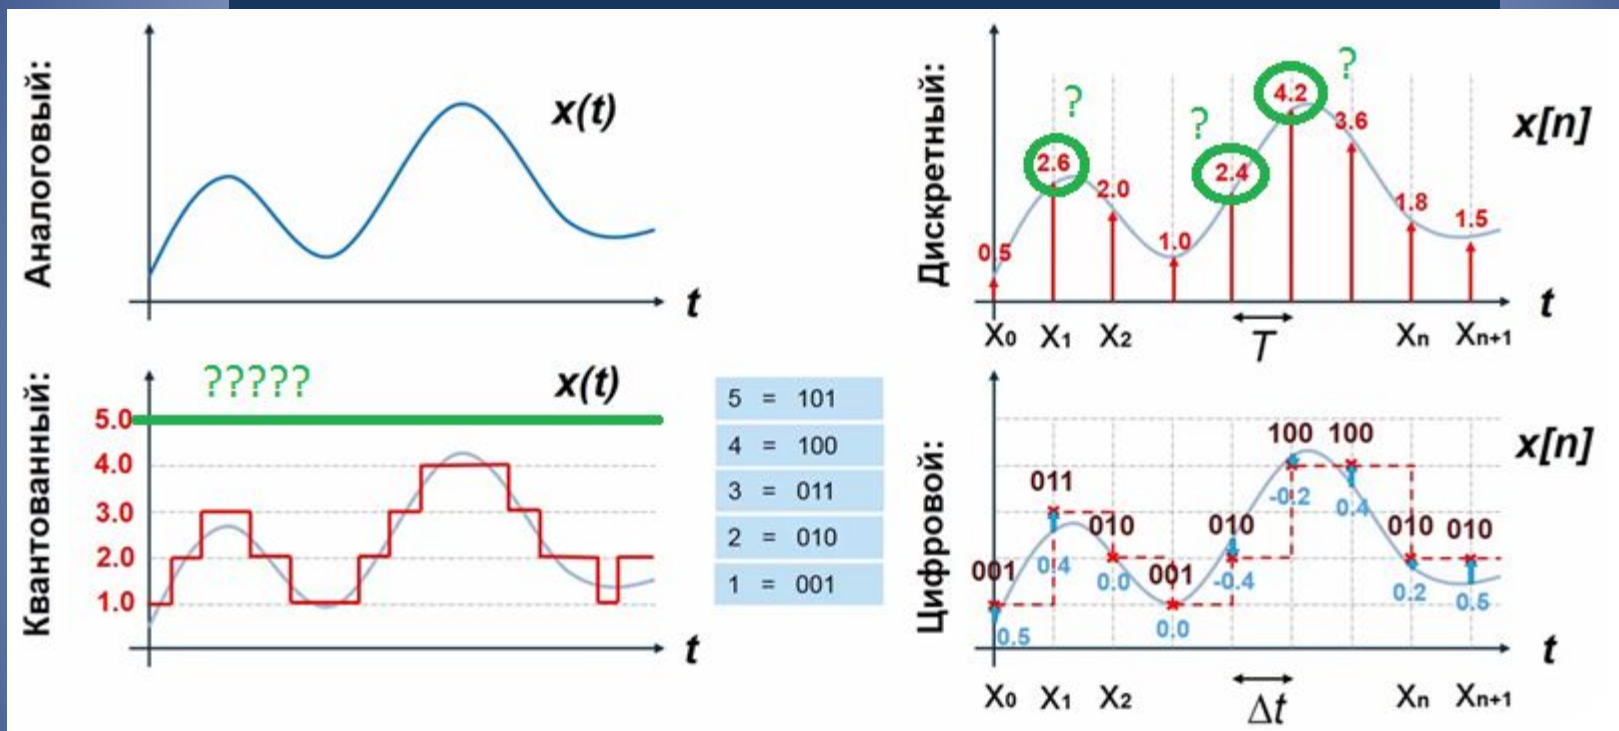 Аналоговый:
x(t)
t
Дискретный:
?
?
?
0.5
2.6
2.0
1.0
2.4
4.2
3.6
1.8
1.5
x[n]
t
X0
X1
X2
T
Xn
Xn+1
Квантованный:
?????
x(t)
5.0
4.0
3.0
2.0
1.0
t
5 = 101
4 = 100
3 = 011
2 = 010
1 = 001
Цифровой:
x[n]
001
011
010
001
010
100
100
010
010
0.5
0.4
0.0
0.0
-0.4
-0.2
0.4
0.2
0.5
t
X0
X1
X2
Δt
Xn
Xn+1